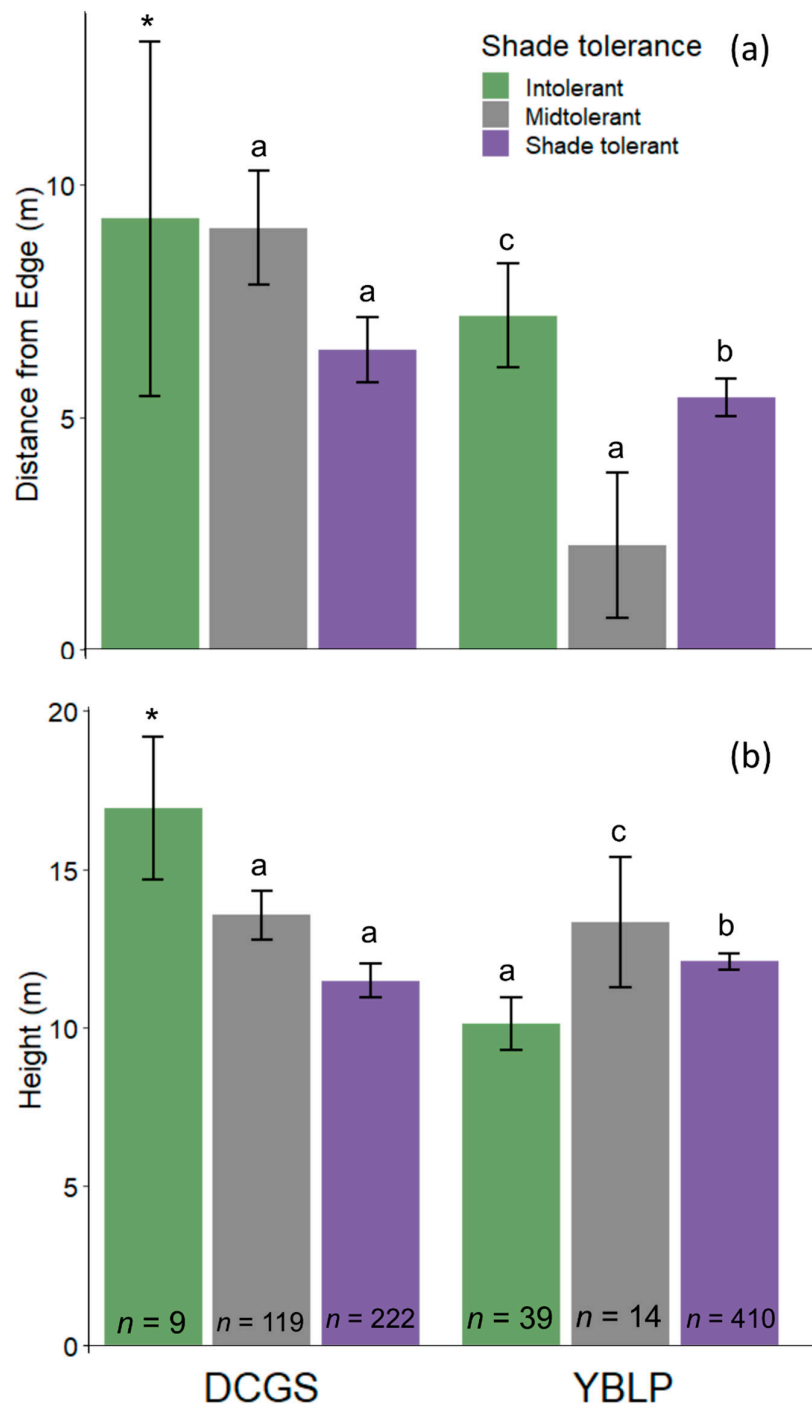 Shade tolerance (a)
Intolerant
Midtolerant
Shade tolerant
* a a c a b
Distance from Edge (m)
10
5
0
(b)
* a a a c b
Height (m)
20
15
10
5
0
n = 9 n = 119 n = 222 n = 39 n = 14 n = 410
DCGS YBLP